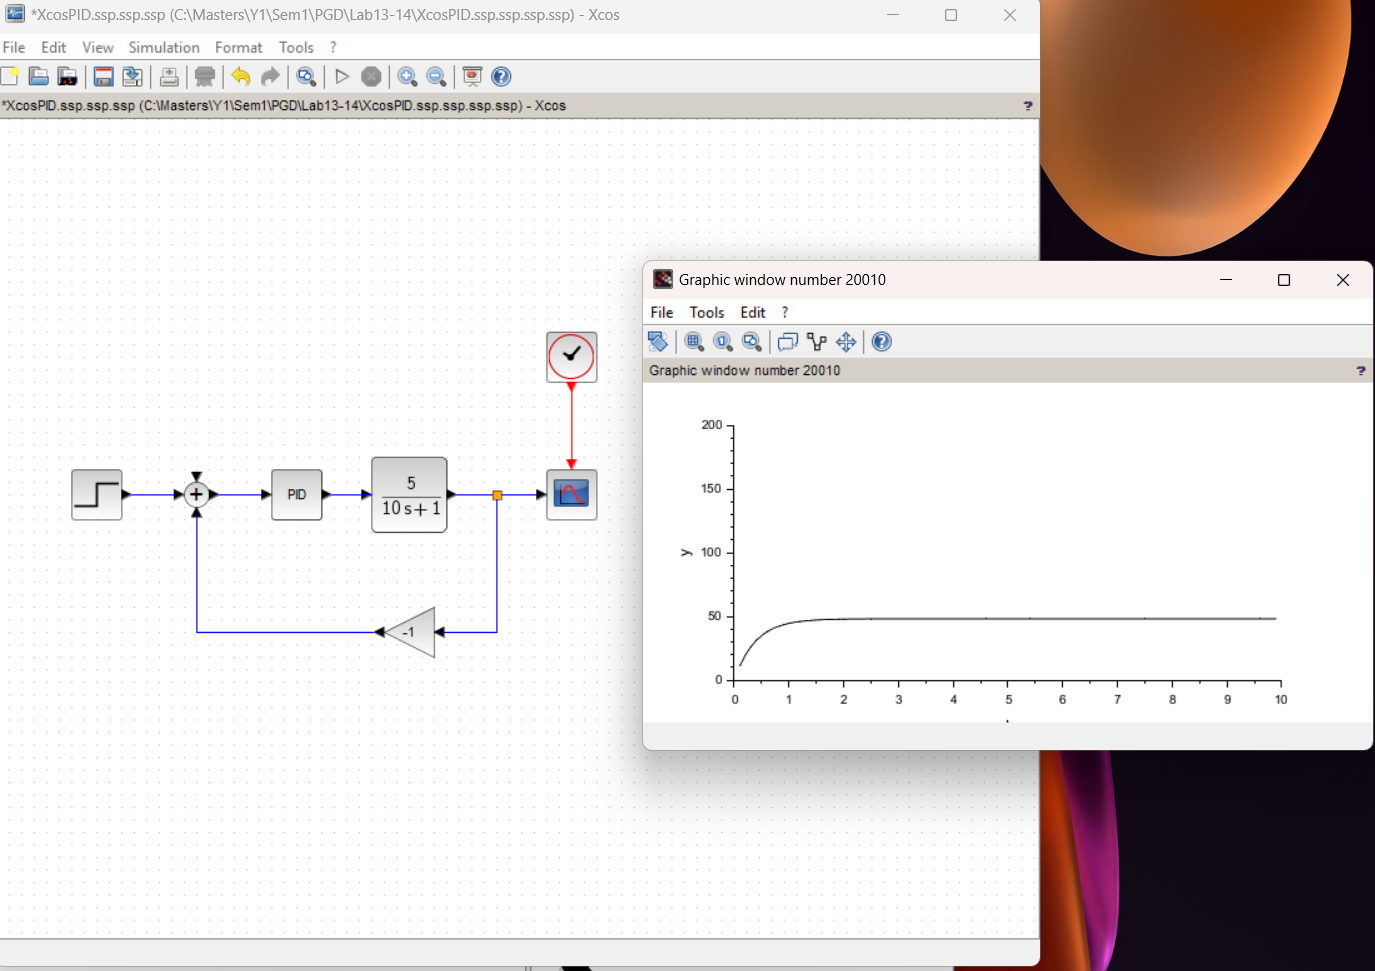 *XcosPID.ssp.ssp.ssp (C:\Masters\Y1\Sem1\PGD\Lab13-14\XcosPID.ssp.ssp.ssp.ssp) - Xcos
File Edit View Simulation Format Tools ?
*XcosPID.ssp.ssp.ssp (C:\Masters\Y1\Sem1\PGD\Lab13-14\XcosPID.ssp.ssp.ssp.ssp) - Xcos ?
PID
5
10s+1
-1
Graphic window number 20010
File Tools Edit ?
Graphic window number 20010 ?
200
150
100
50
0
y
0 1 2 3 4 5 6 7 8 9 10